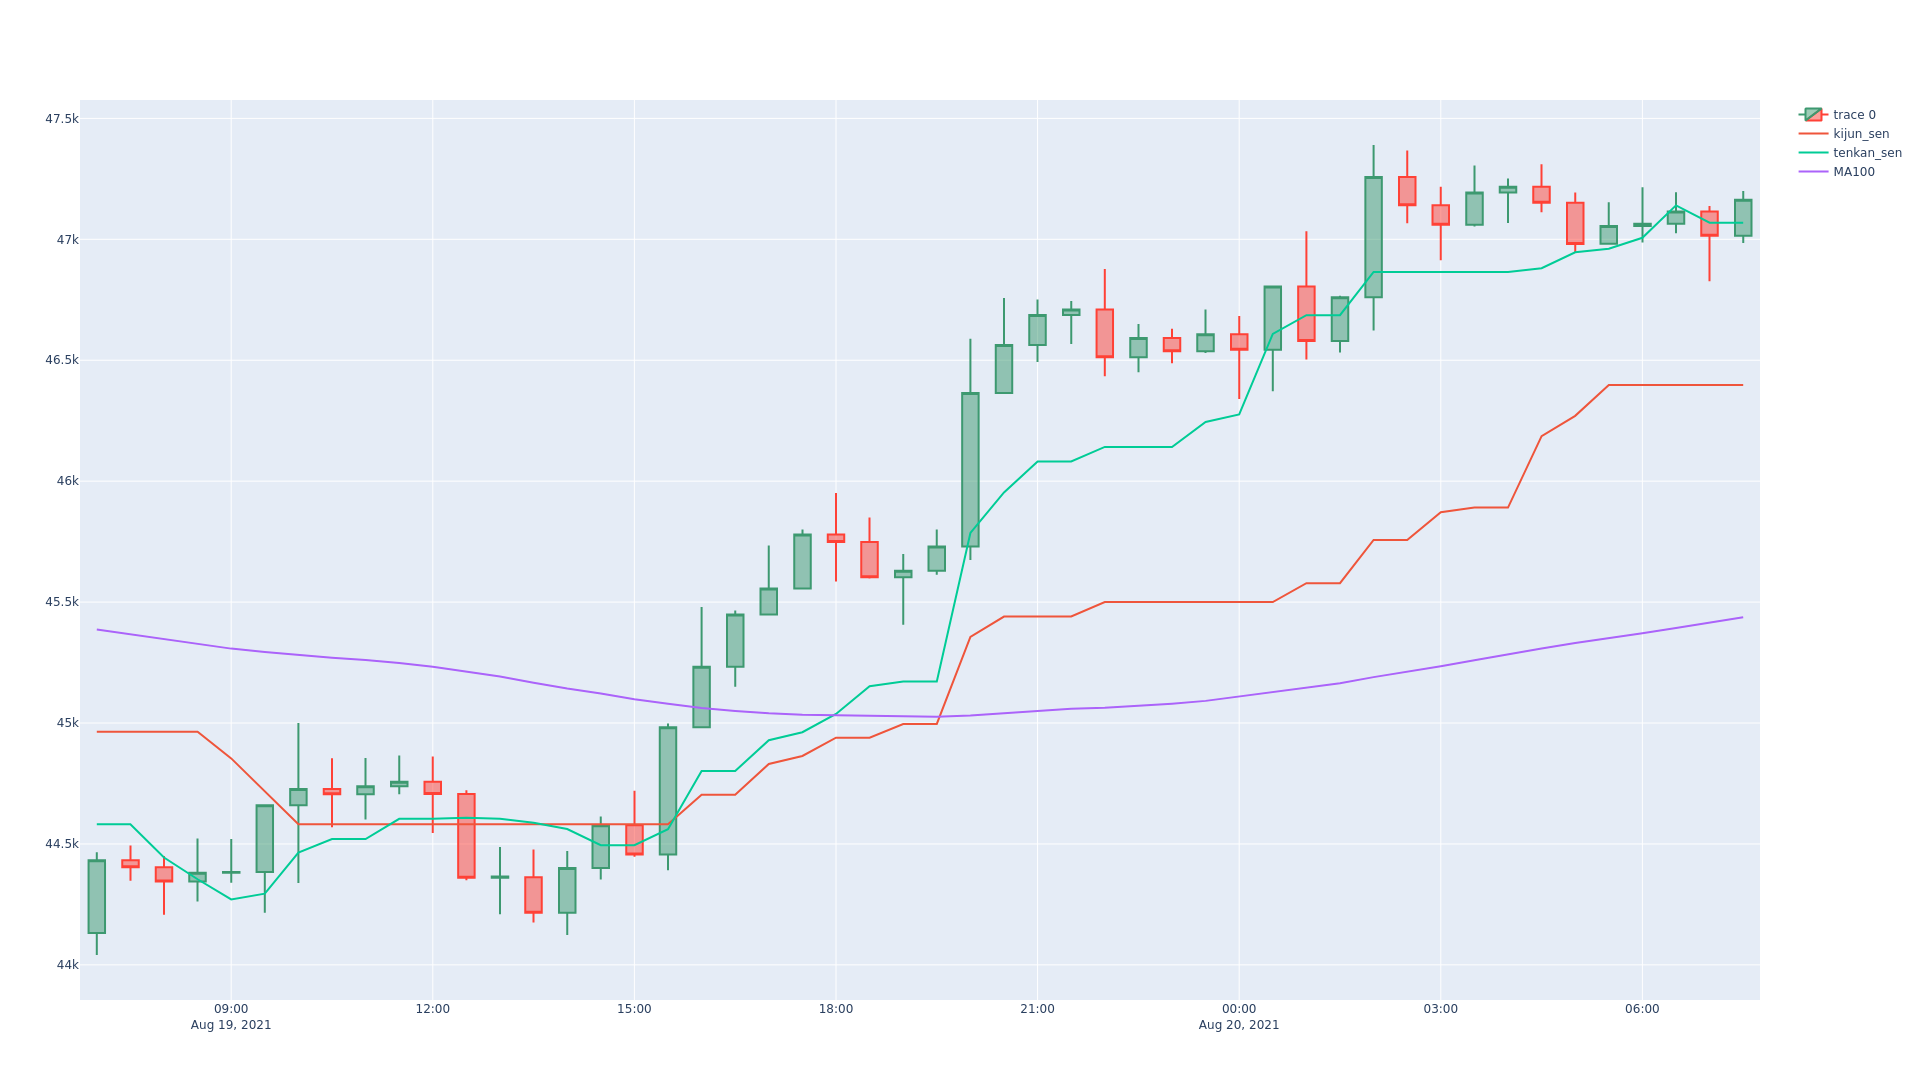 47.5k
47k
46.5k
46k
45.5k
45k
44.5k
44k
09:00
Aug 19, 2021
12:00
15:00
18:00
21:00
00:00
Aug 20, 2021
03:00
06:00
trace 0
kijun_sen
tenkan_sen
MA100